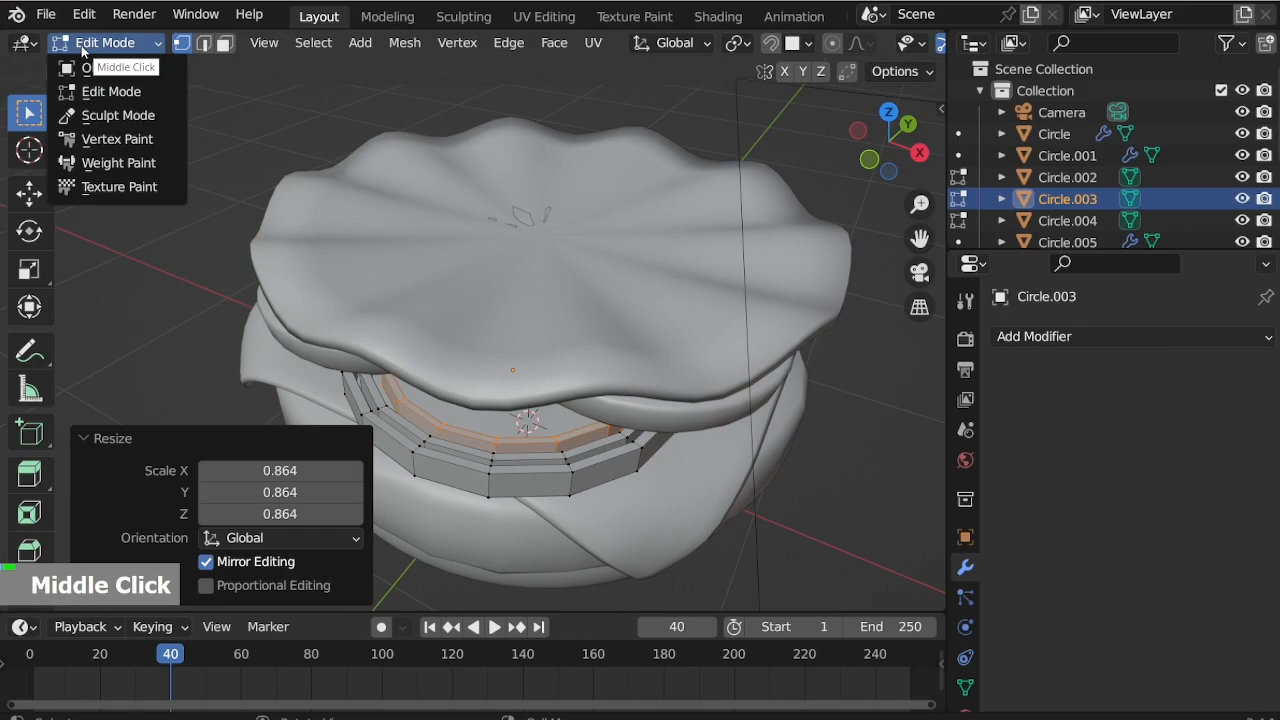 File Edit Render Window Help Layout Modeling Sculpting UV Editing Texture Paint Shading Animation Scene ViewLayer
Edit Mode View Select Add Mesh Vertex Edge Face UV Global
Middle Click
X Y Z Options
Edit Mode
Sculpt Mode
Vertex Paint
Weight Paint
Texture Paint
Z
Y
X
Scene Collection
Collection
Camera
Circle
Circle.001
Circle.002
Circle.003
Circle.004
Circle.005
Circle.003
Add Modifier
Resize
Scale X 0.864
Y 0.864
Z 0.864
Orientation Global
Mirror Editing
Proportional Editing
Middle Click
Playback Keying View Marker 40 Start 1 End 250
0 20 40 60 80 100 120 140 160 180 200 220 240